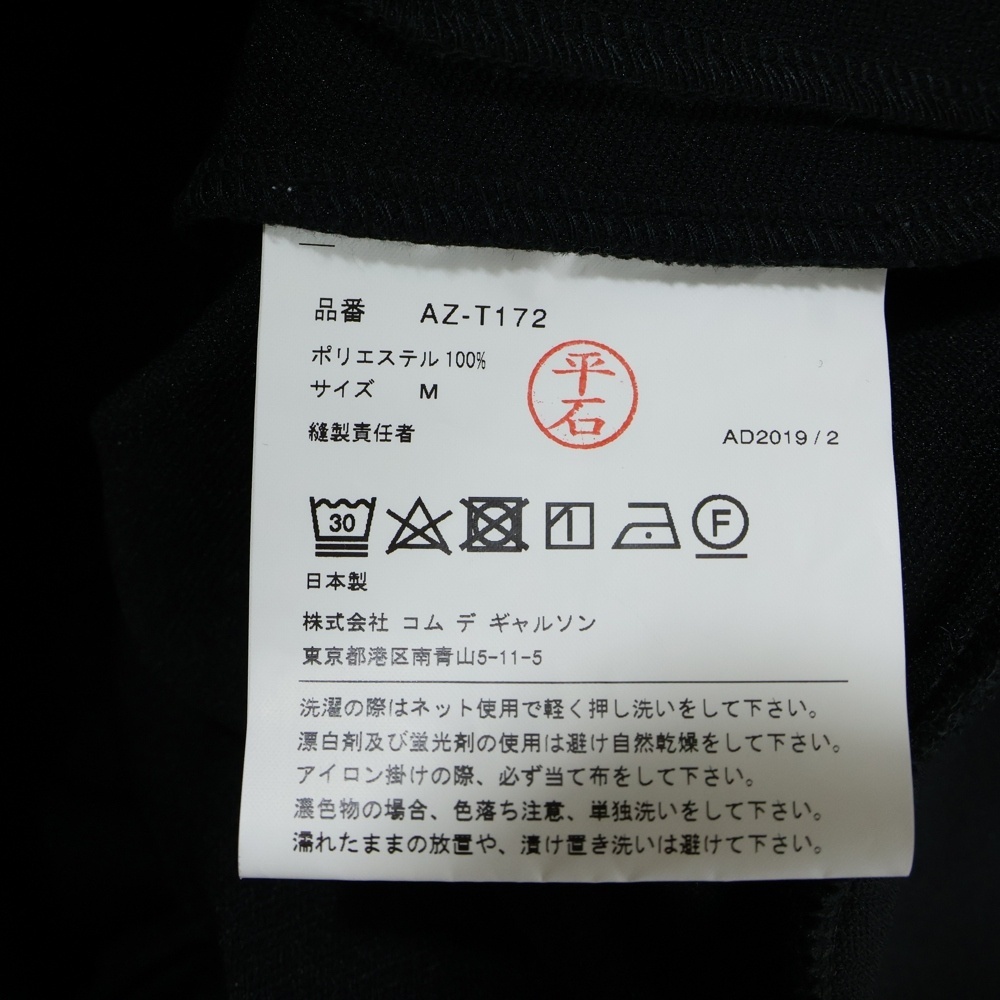 品番 AZ-T172
ポリエステル 100%
サイズ M
平石
縫製責任者
AD2019 / 2
30
F
日本製
株式会社 コム デ ギャルソン
東京都港区南青山5-11-5
洗濯の際はネット使用で軽く押し洗いをして下さい。
漂白剤及び蛍光剤の使用は避け自然乾燥をして下さい。
アイロン掛けの際、必ず当て布をして下さい。
濃色物の場合、色落ち注意、単独洗いをして下さい。
濡れたままの放置や、漬け置き洗いは避けて下さい。